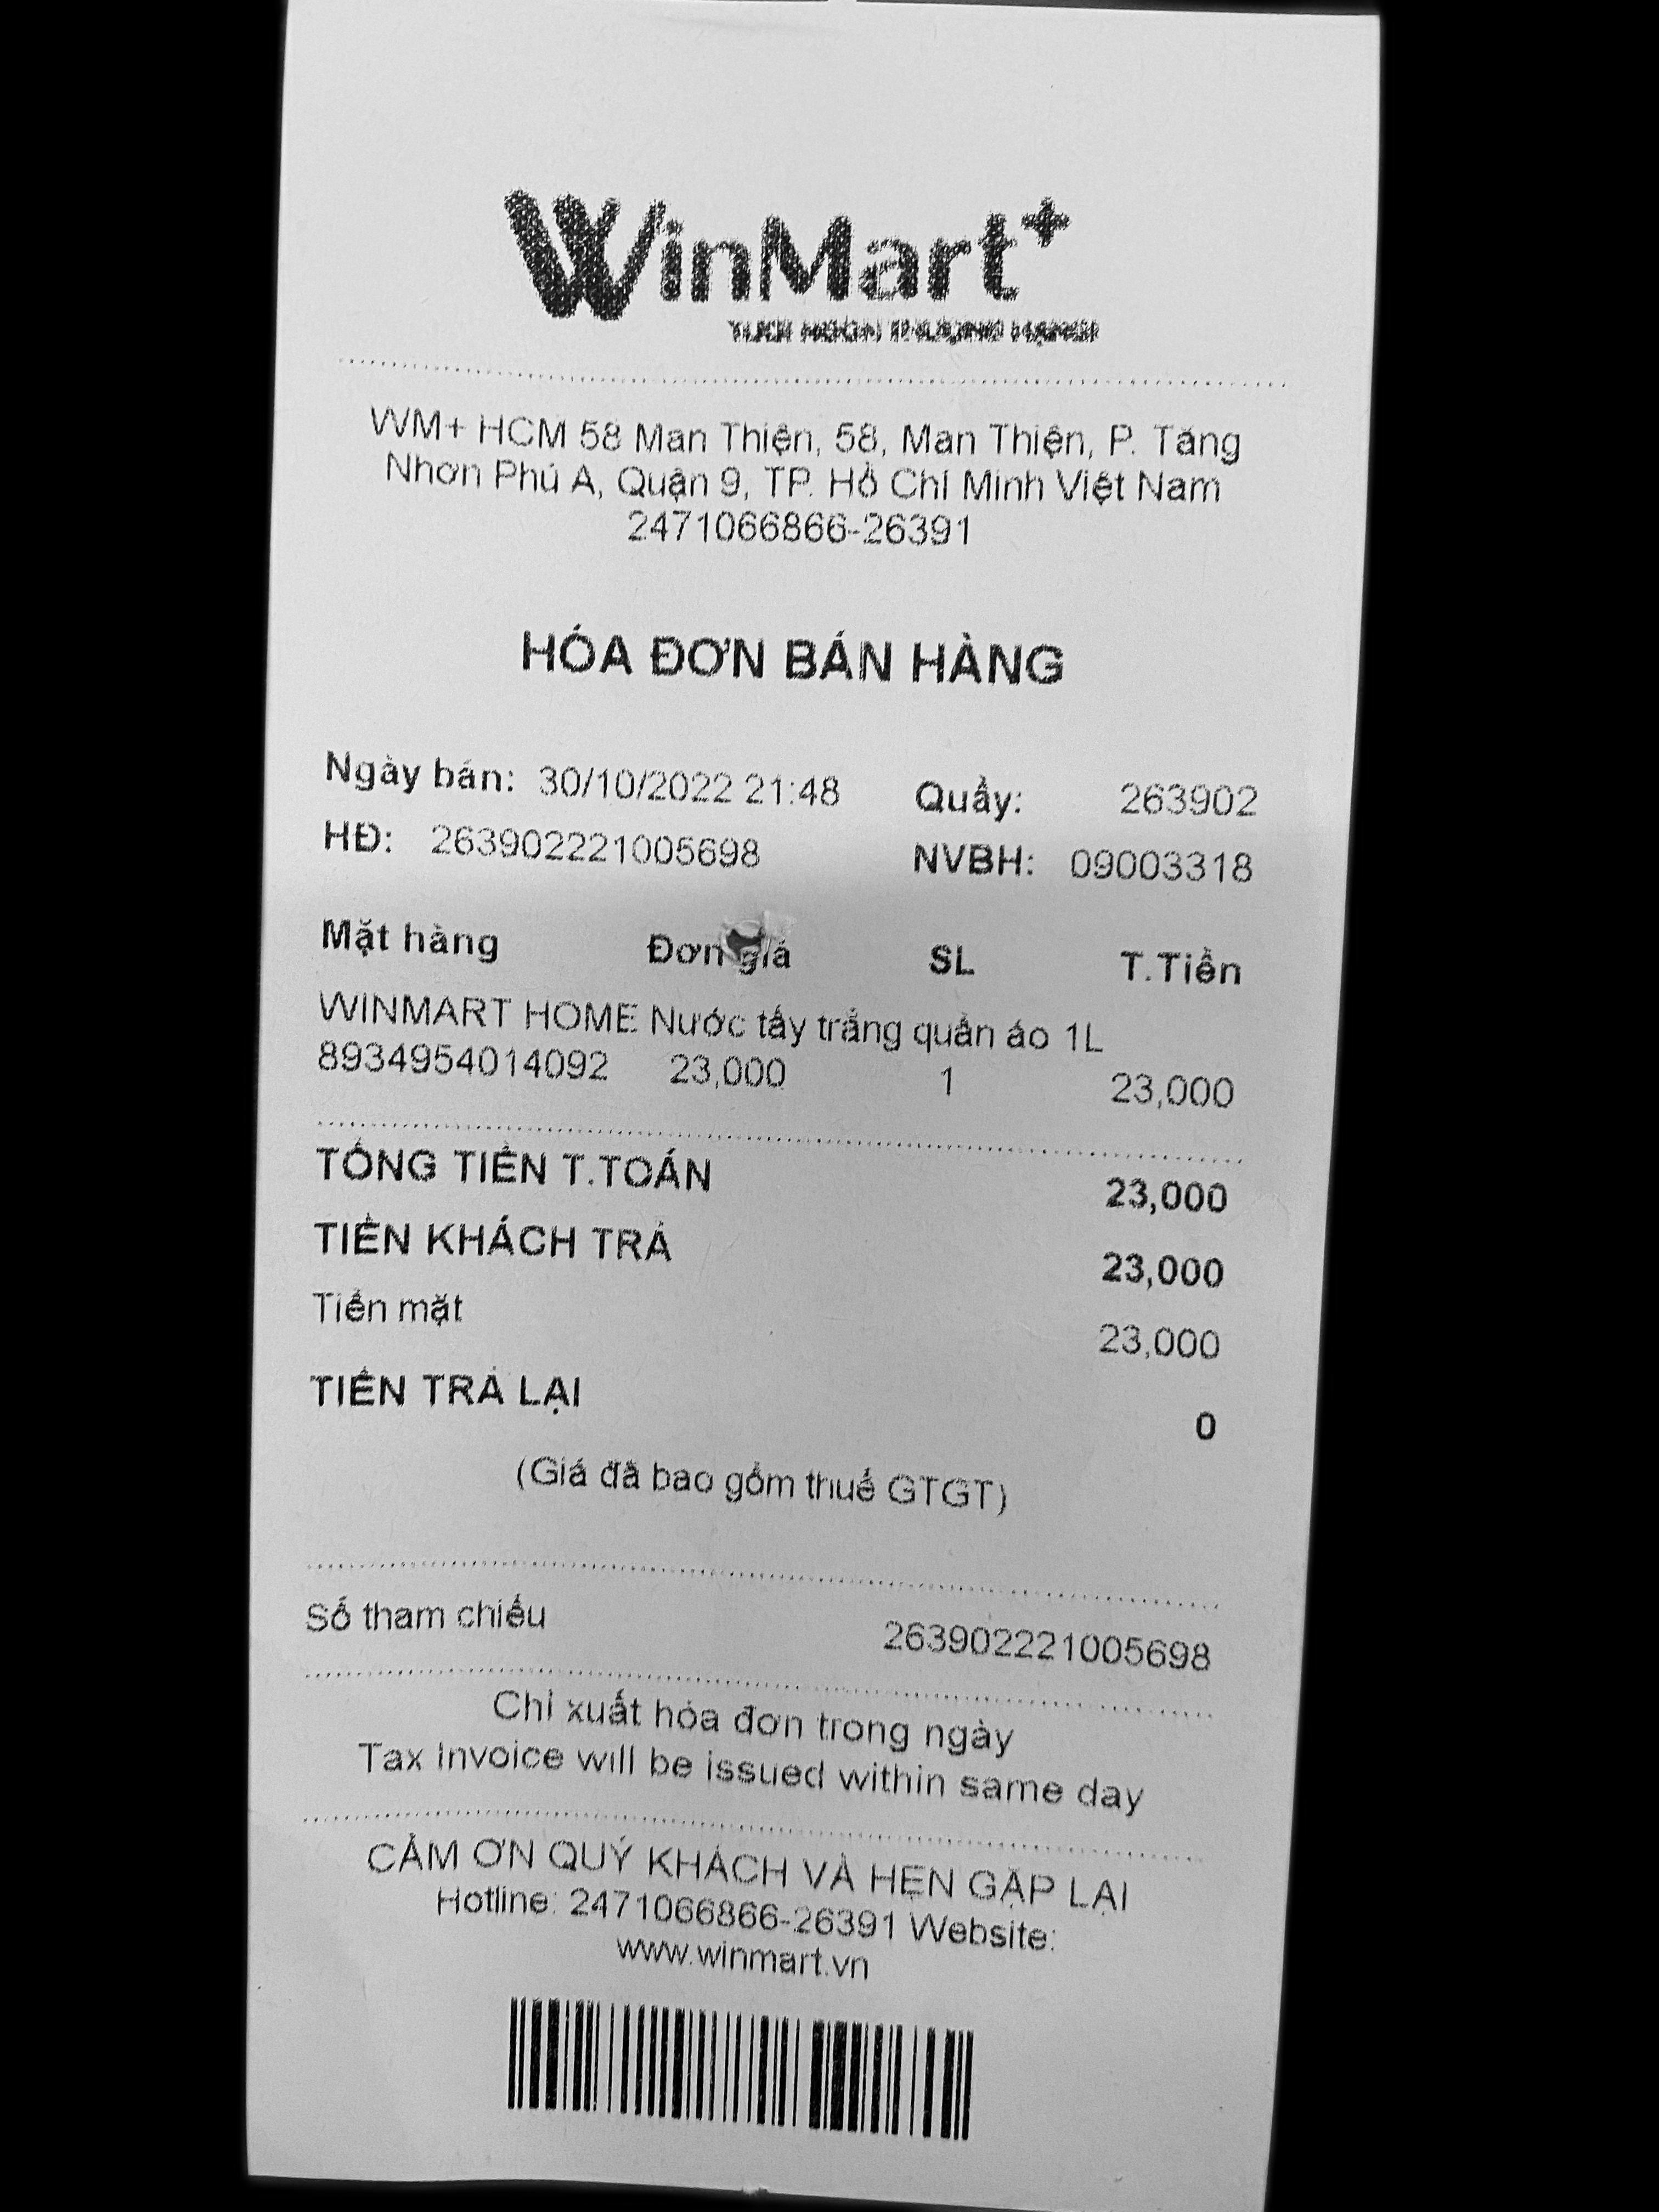 WinMart+
TƯƠI NGON THƯỢNG HẠNG
WM+ HCM 58 Man Thiện, 58, Man Thiện, P. Tăng
Nhơn Phú A, Quận 9, TP. Hồ Chí Minh Việt Nam
2471066866-26391
HÓA ĐƠN BÁN HÀNG
Ngày bán: 30/10/2022 21:48 Quầy: 263902
HĐ: 263902221005698 NVBH: 09003318
Mặt hàng Đơn giá SL T.Tiền
WINMART HOME Nước tẩy trắng quần áo 1L
8934954014092 23,000 1 23,000
TỔNG TIỀN T.TOÁN 23,000
TIỀN KHÁCH TRẢ 23,000
Tiền mặt 23,000
TIỀN TRẢ LẠI 0
(Giá đã bao gồm thuế GTGT)
Số tham chiếu 263902221005698
Chỉ xuất hóa đơn trong ngày
Tax Invoice will be issued within same day
CẢM ƠN QUÝ KHÁCH VÀ HẸN GẶP LẠI
Hotline: 2471066866-26391 Website:
www.winmart.vn